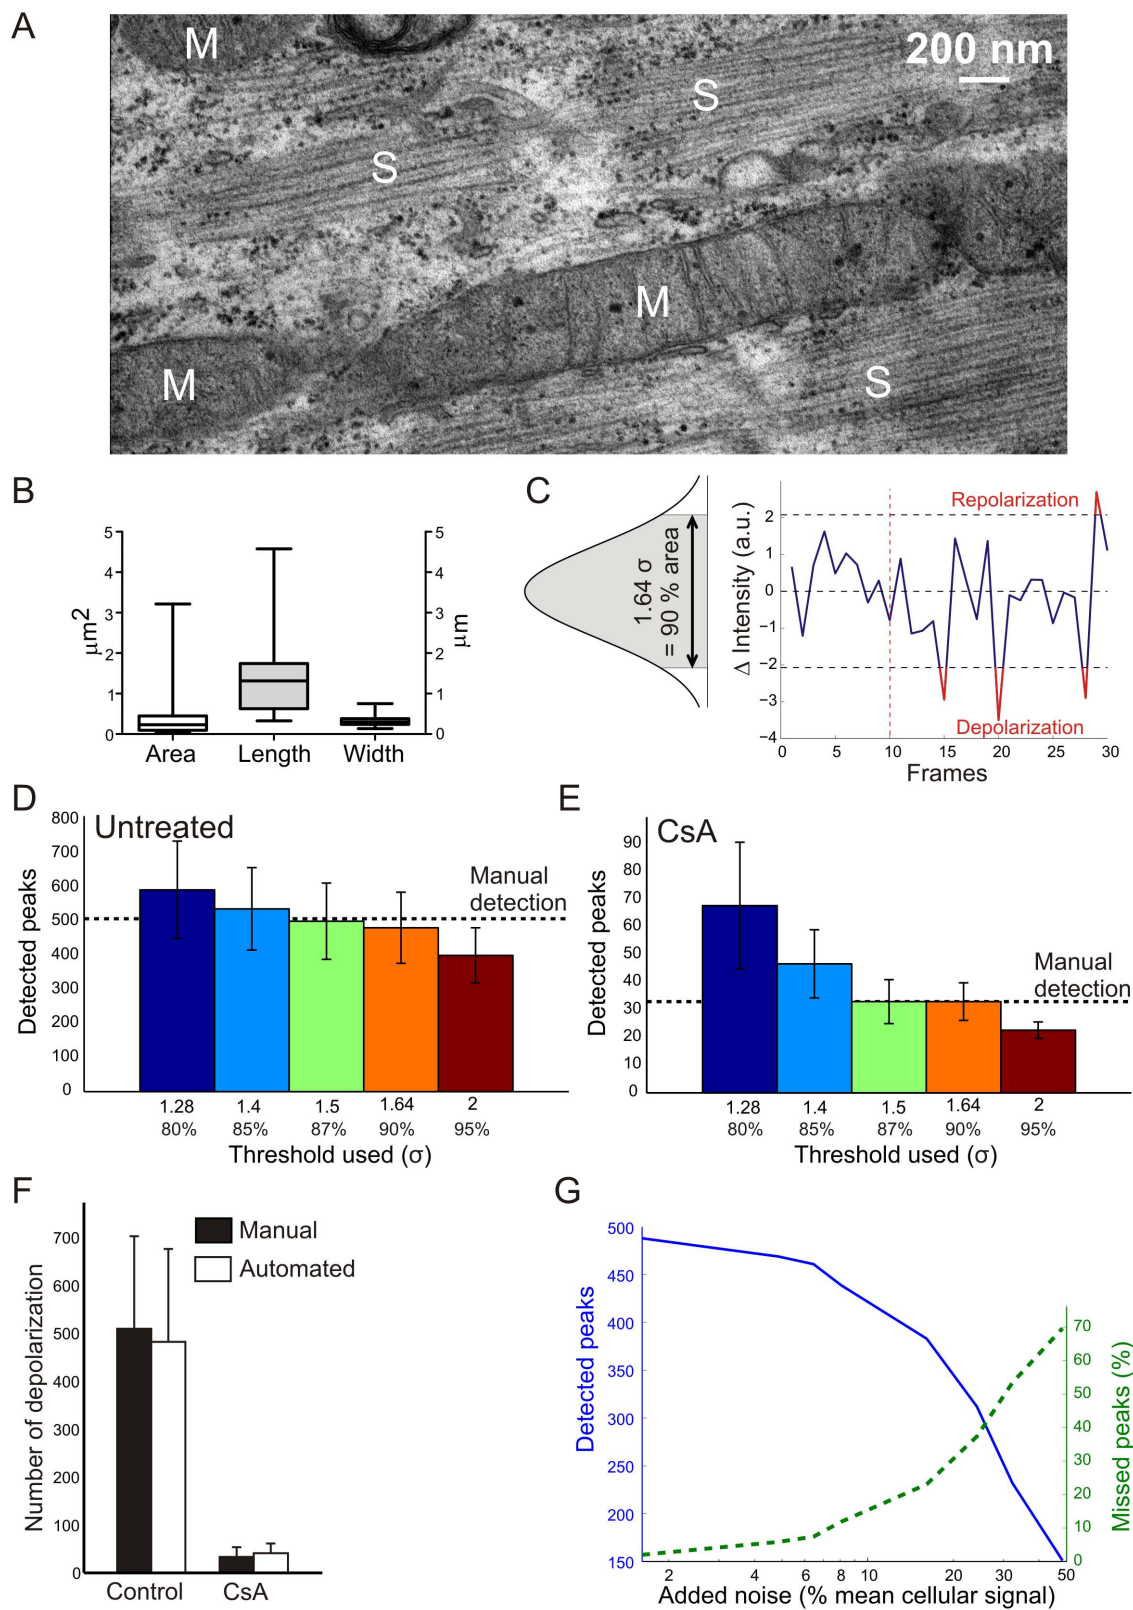 A
M
200 nm
S
S
M
M
S
B
C
5
4
3
2
1
0
μm2
5
4
3
2
1
0
μm
Area Length Width
1.64 σ
= 90 % area
Repolarization
Depolarization
Δ Intensity (a.u.)
2
1
0
−1
−2
−3
−4
0 5 10 15 20 25 30
Frames
D
Untreated
Manual
detection
Detected peaks
800
700
600
500
400
300
200
100
0
1.28 1.4 1.5 1.64 2
80% 85% 87% 90% 95%
Threshold used (σ)
E
CsA
Manual
detection
Detected peaks
90
80
70
60
50
40
30
20
10
0
1.28 1.4 1.5 1.64 2
80% 85% 87% 90% 95%
Threshold used (σ)
F
Manual
Automated
Number of depolarization
700
600
500
400
300
200
100
0
Control CsA
G
Detected peaks
500
450
400
350
300
250
200
150
Missed peaks (%)
70
60
50
40
30
20
10
0
2 4 6 8 10 20 30 50
Added noise (% mean cellular signal)